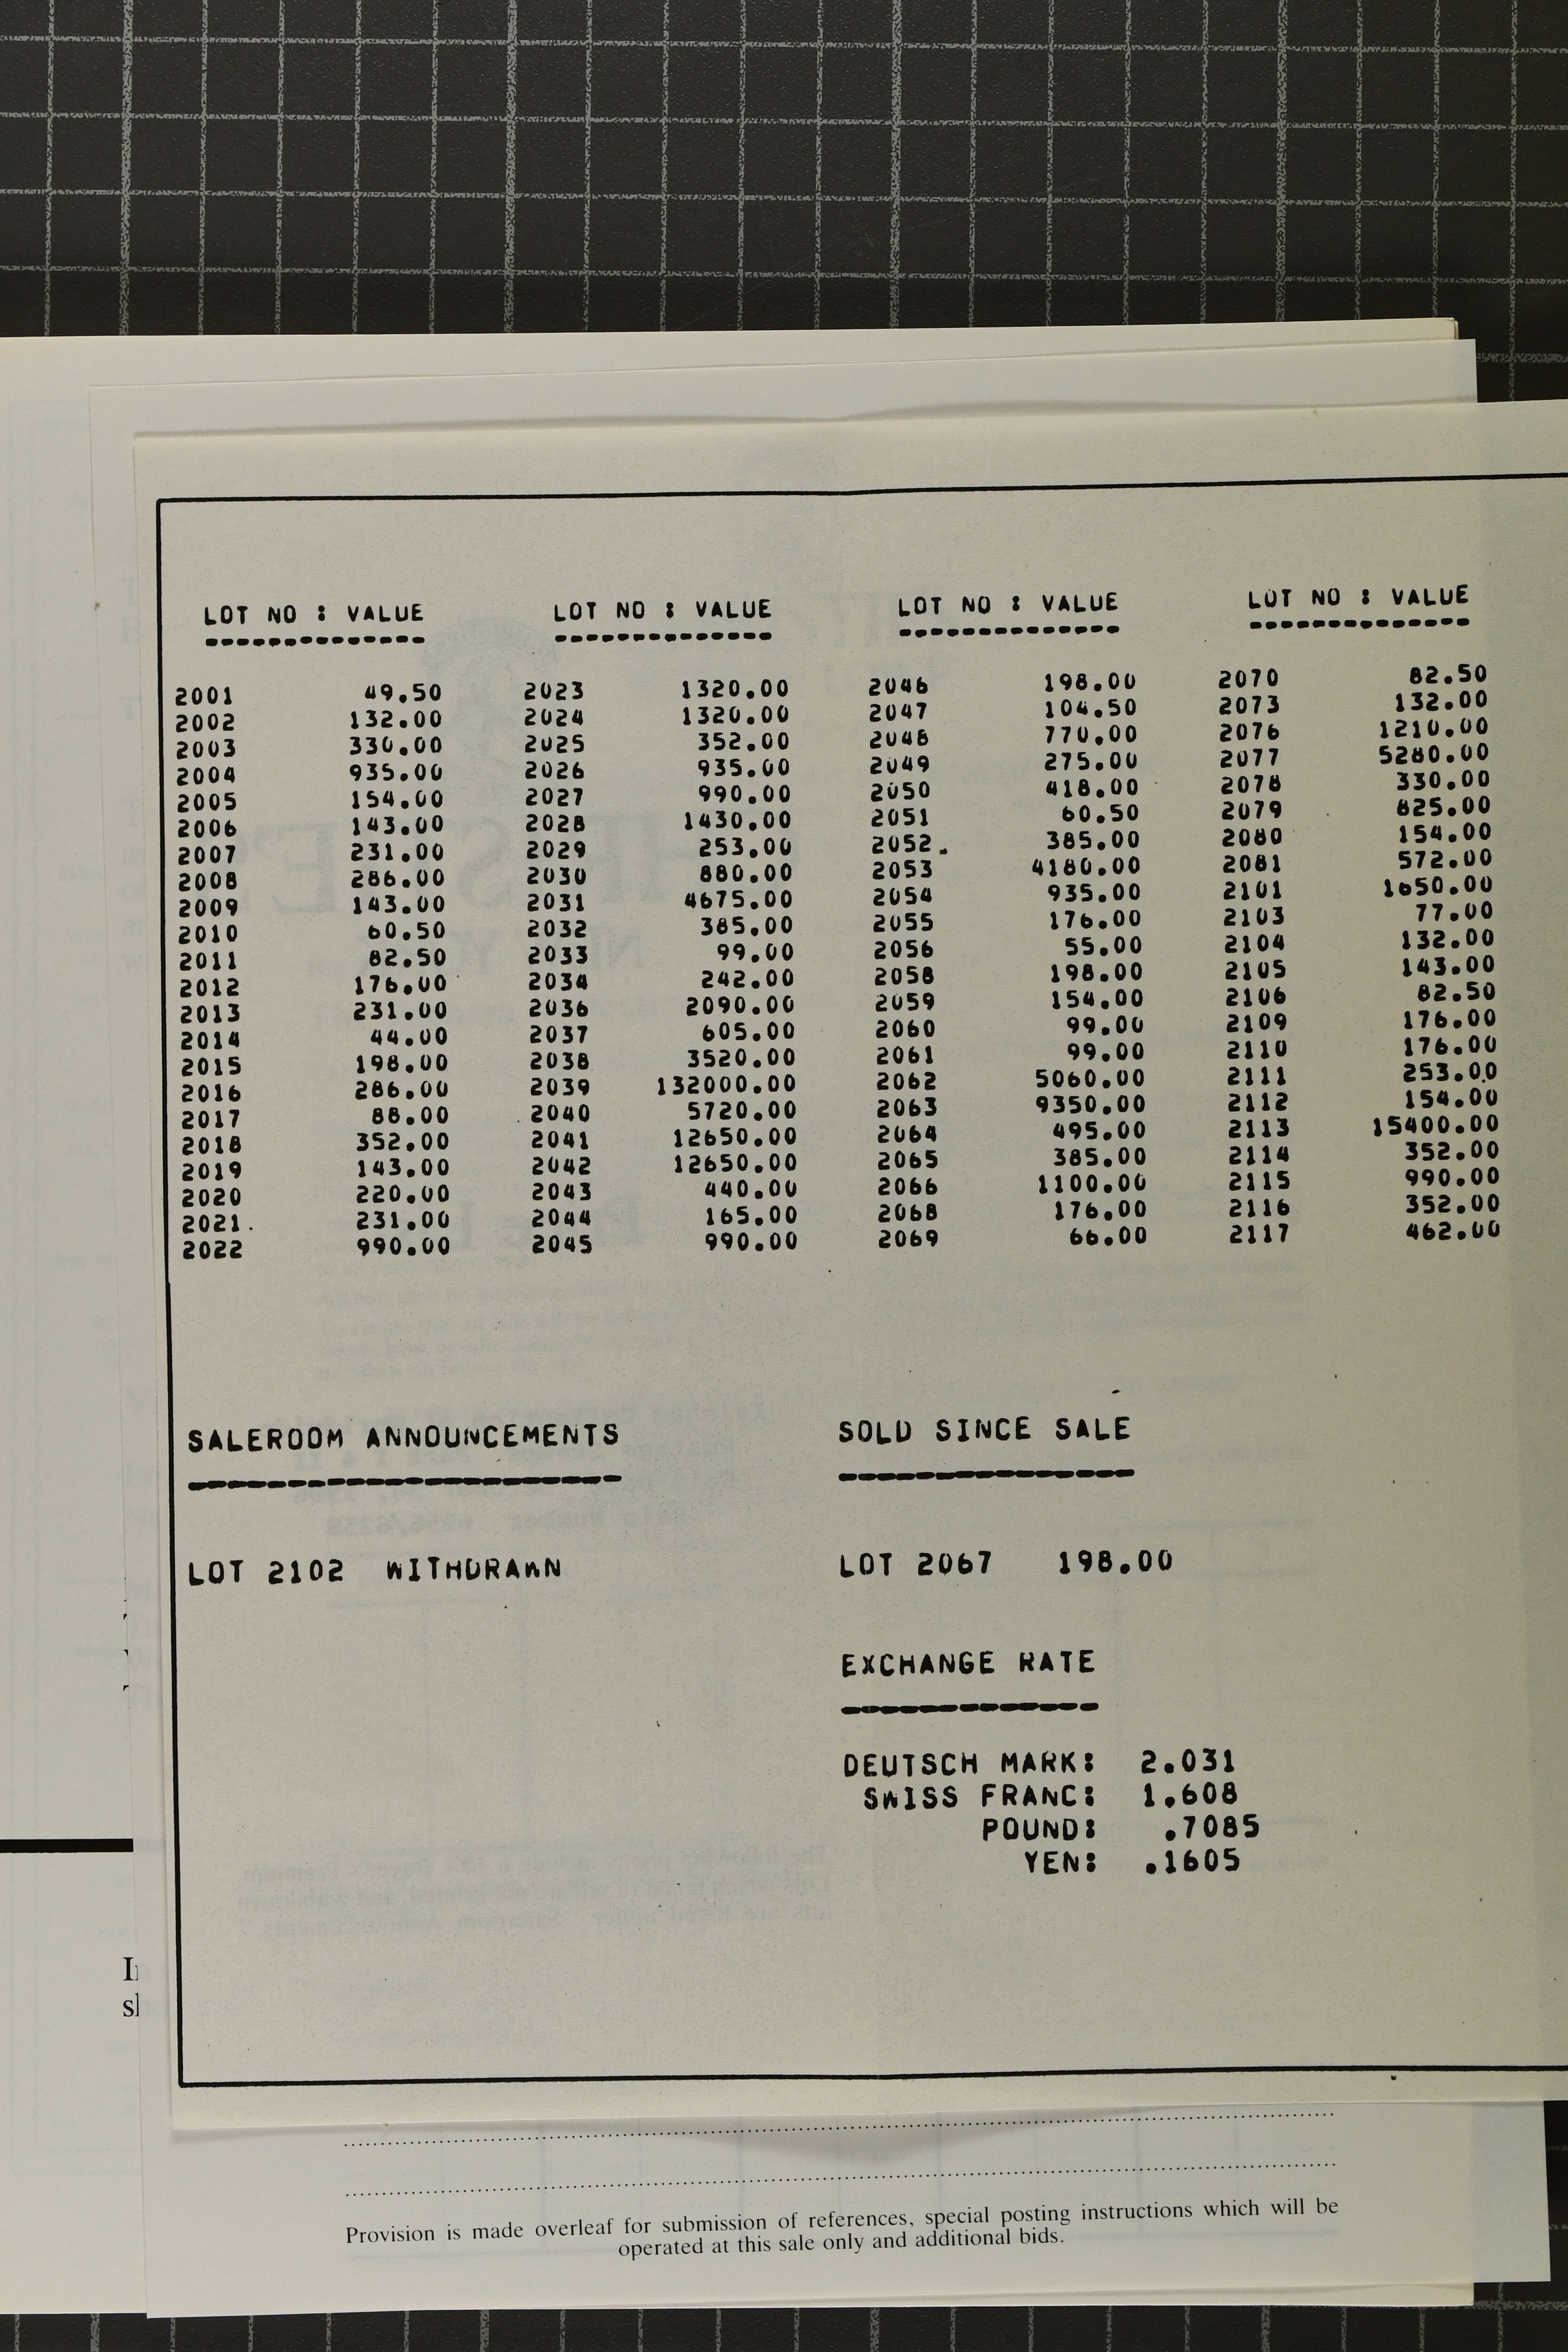 LOT NO : VALUE LOT NO : VALUE LOT NO : VALUE LOT NO : VALUE
2001 49.50 2023 1320.00 2046 198.00 2070 82.50
2002 132.00 2024 1320.00 2047 104.50 2073 132.00
2003 330.00 2025 352.00 2048 770.00 2076 1210.00
2004 935.00 2026 935.00 2049 275.00 2077 5280.00
2005 154.00 2027 990.00 2050 418.00 2078 330.00
2006 143.00 2028 1430.00 2051 60.50 2079 825.00
2007 231.00 2029 253.00 2052 385.00 2080 154.00
2008 286.00 2030 880.00 2053 4180.00 2081 572.00
2009 143.00 2031 4675.00 2054 935.00 2101 1650.00
2010 60.50 2032 385.00 2055 176.00 2103 77.00
2011 82.50 2033 99.00 2056 55.00 2104 132.00
2012 176.00 2034 242.00 2058 198.00 2105 143.00
2013 231.00 2036 2090.00 2059 154.00 2106 82.50
2014 44.00 2037 605.00 2060 99.00 2109 176.00
2015 198.00 2038 3520.00 2061 99.00 2110 176.00
2016 286.00 2039 132000.00 2062 5060.00 2111 253.00
2017 88.00 2040 5720.00 2063 9350.00 2112 154.00
2018 352.00 2041 12650.00 2064 495.00 2113 15400.00
2019 143.00 2042 12650.00 2065 385.00 2114 352.00
2020 220.00 2043 440.00 2066 1100.00 2115 990.00
2021 231.00 2044 165.00 2068 176.00 2116 352.00
2022 990.00 2045 990.00 2069 66.00 2117 462.00
SALEROOM ANNOUNCEMENTS SOLD SINCE SALE
LOT 2102 WITHDRAWN LOT 2067 198.00
EXCHANGE RATE
DEUTSCH MARK: 2.031
SWISS FRANC: 1.608
POUND: .7085
YEN: .1605
Provision is made overleaf for submission of references, special posting instructions which will be
operated at this sale only and additional bids.